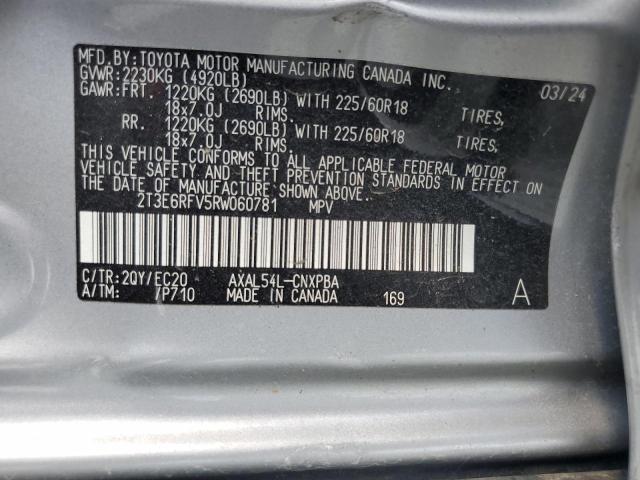 MFD.BY:TOYOTA MOTOR MANUFACTURING CANADA INC. 03/24
GVWR:2230KG (4920LB)
GAWR:FRT. 1220KG (2690LB) WITH 225/60R18 TIRES,
18x7.0J RIMS.
RR. 1220KG (2690LB) WITH 225/60R18 TIRES,
18x7.0J RIMS.
THIS VEHICLE CONFORMS TO ALL APPLICABLE FEDERAL MOTOR
VEHICLE SAFETY AND THEFT PREVENTION STANDARDS IN EFFECT ON
THE DATE OF MANUFACTURE SHOWN ABOVE.
2T3E6RFV5RW060781 MPV
C/TR:2QY/EC20 AXAL54L-CNXPBA
A/TM: /P710 MADE IN CANADA 169 A